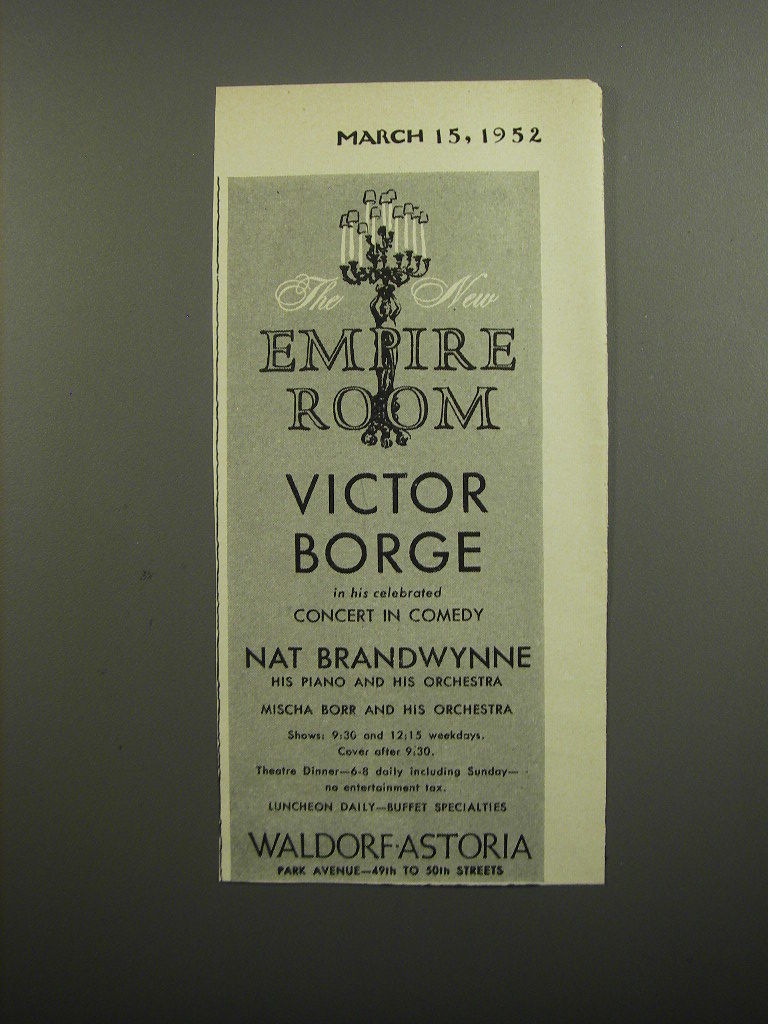 MARCH 15, 1952
The New
EMPIRE
ROOM
VICTOR
BORGE
in his celebrated
CONCERT IN COMEDY
NAT BRANDWYNNE
HIS PIANO AND HIS ORCHESTRA
MISCHA BORR AND HIS ORCHESTRA
Shows: 9:30 and 12:15 weekdays.
Cover after 9:30.
Theatre Dinner—6-8 daily including Sunday—
no entertainment tax.
LUNCHEON DAILY—BUFFET SPECIALTIES
WALDORF·ASTORIA
PARK AVENUE—49th TO 50th STREETS